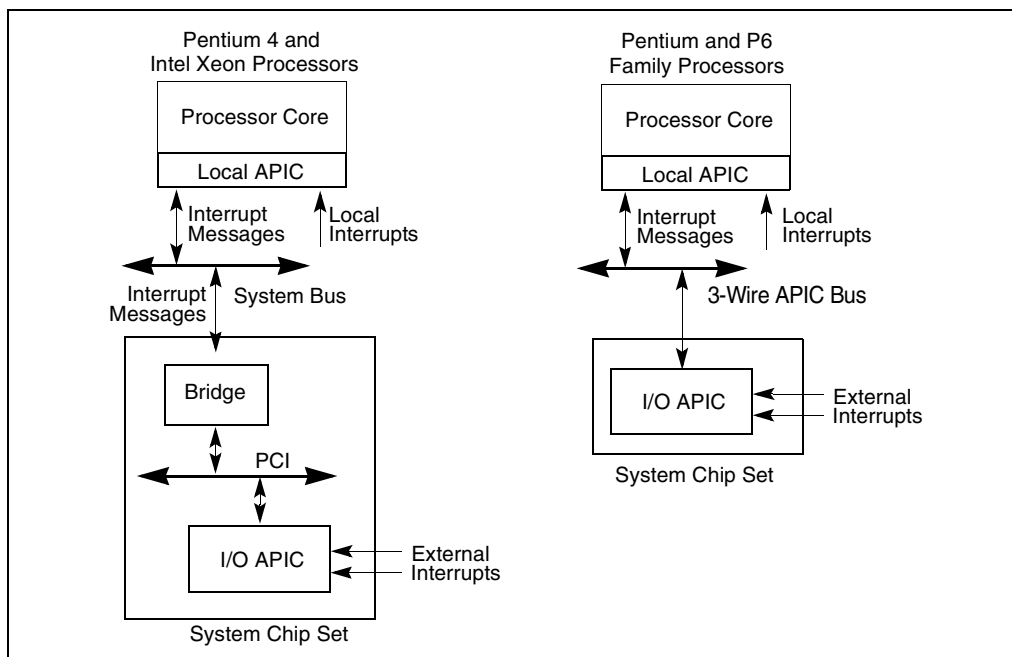 Pentium 4 and
Intel Xeon Processors
Processor Core
Local APIC
Interrupt
Messages
Local
Interrupts
System Bus
Interrupt
Messages
Bridge
PCI
I/O APIC
External
Interrupts
System Chip Set
Pentium and P6
Family Processors
Processor Core
Local APIC
Interrupt
Messages
Local
Interrupts
3-Wire APIC Bus
I/O APIC
External
Interrupts
System Chip Set